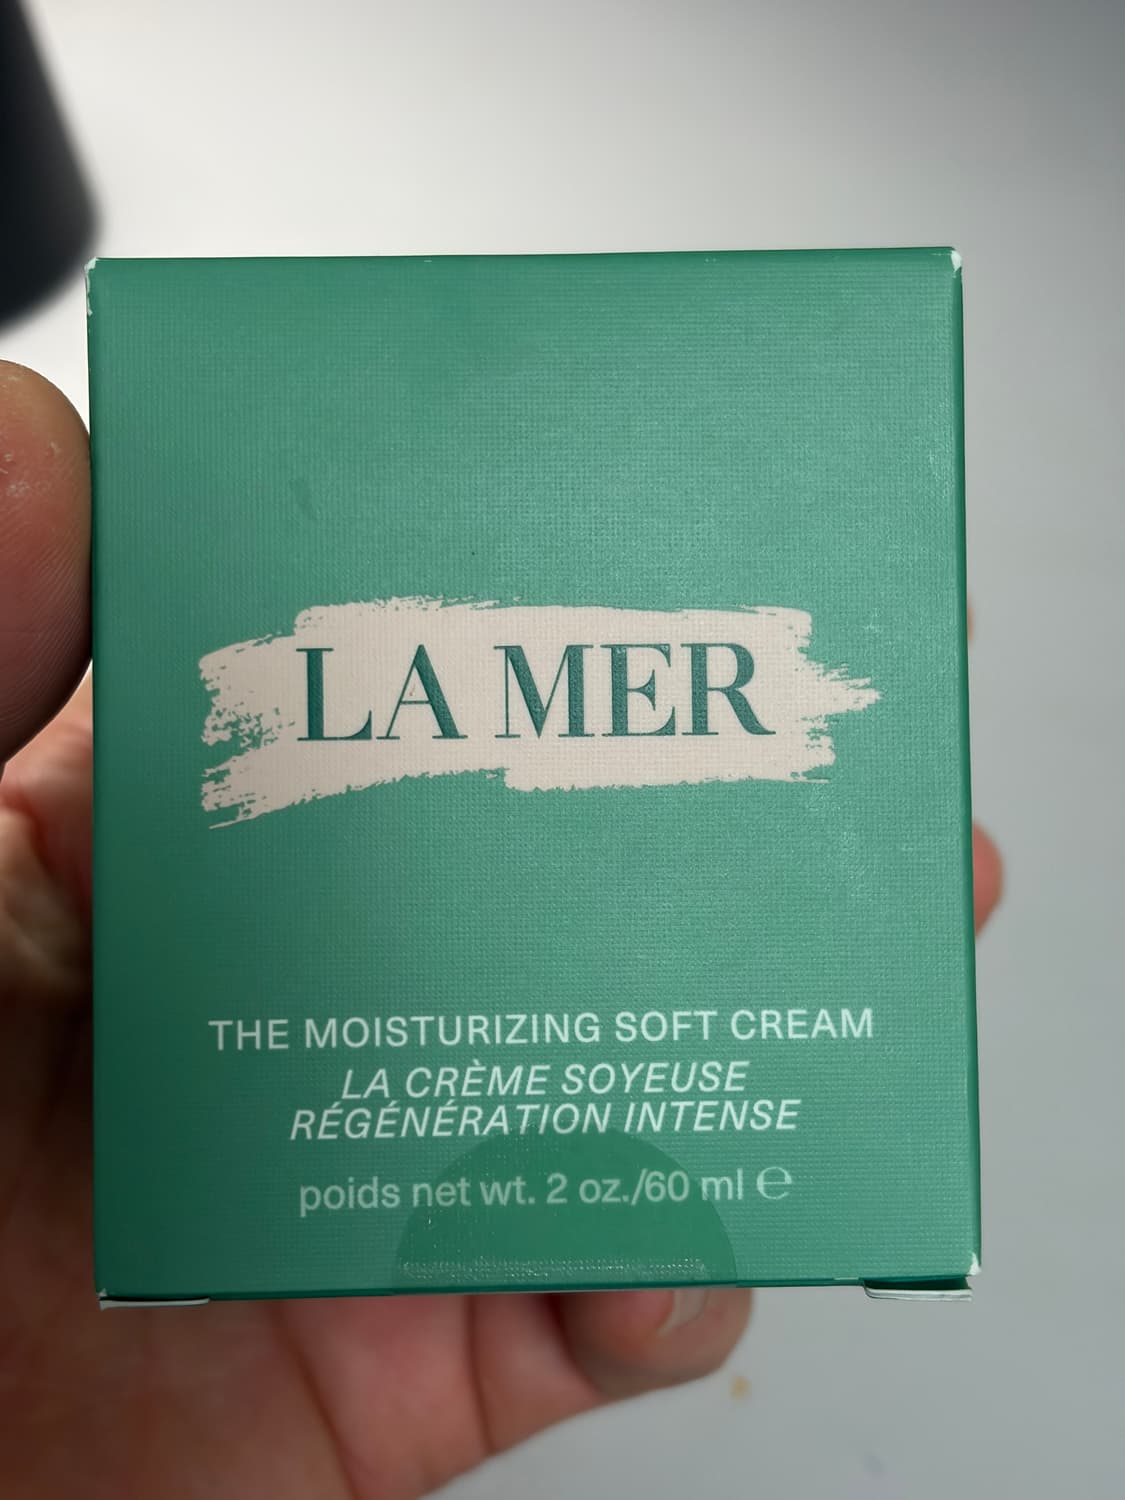 LA MER
THE MOISTURIZING SOFT CREAM
LA CRÈME SOYEUSE
RÉGÉNÉRATION INTENSE
poids net wt. 2 oz./60 ml ℮